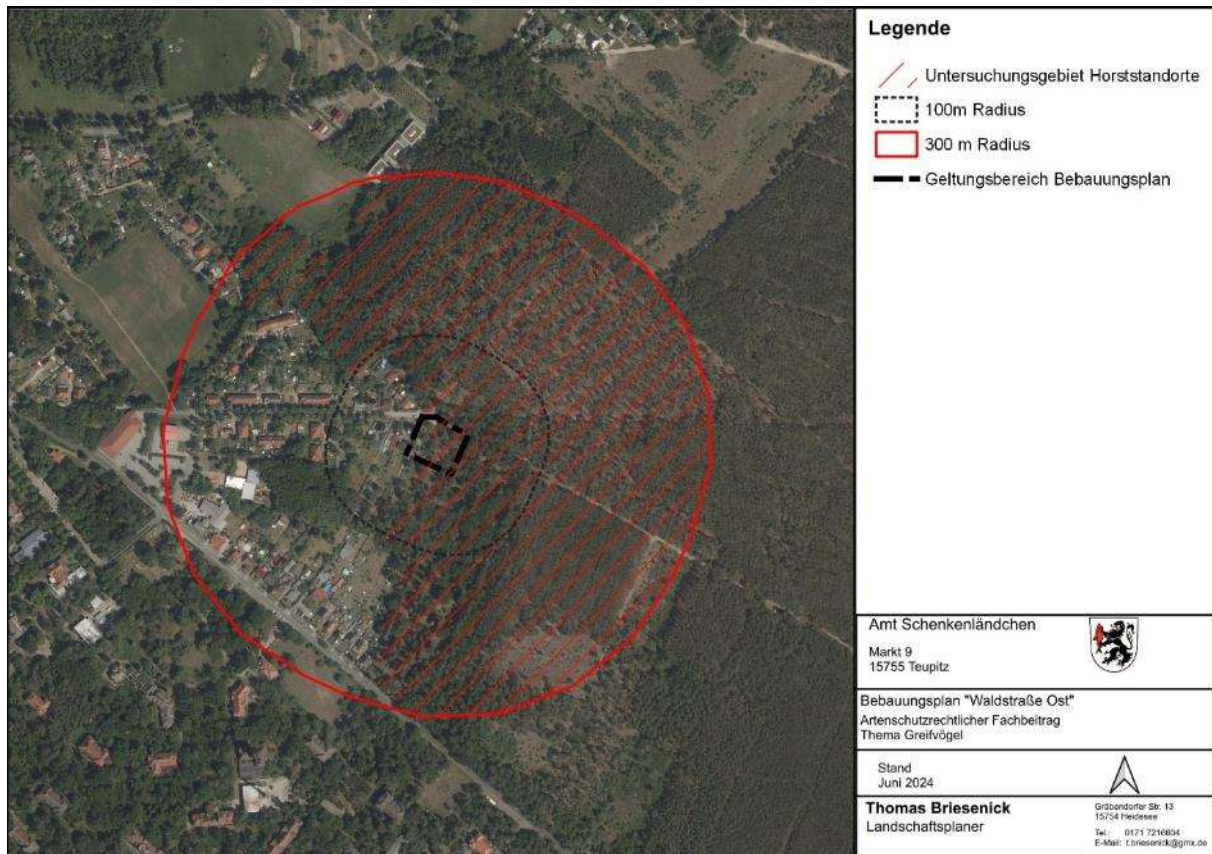 Legende
Untersuchungsgebiet Horststandorte
100m Radius
300 m Radius
Geltungsbereich Bebauungsplan
Amt Schenkenländchen
Markt 9
15755 Teupitz
Bebauungsplan "Waldstraße Ost"
Artenschutzrechtlicher Fachbeitrag
Thema Greifvögel
Stand
Juni 2024
Thomas Briesenick
Landschaftsplaner
Gräbendorfer Str. 13
15754 Heidesee
Tel.: 0171 7216604
E-Mail: t.briesenick@gmx.de